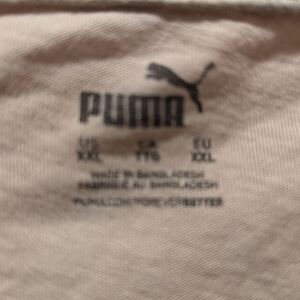 PUMA
US CA EU
XXL TTG XXL
MADE IN BANGLADESH
FABRIQUÉ AU BANGLADESH
PUMA.COM/FOREVERBETTER